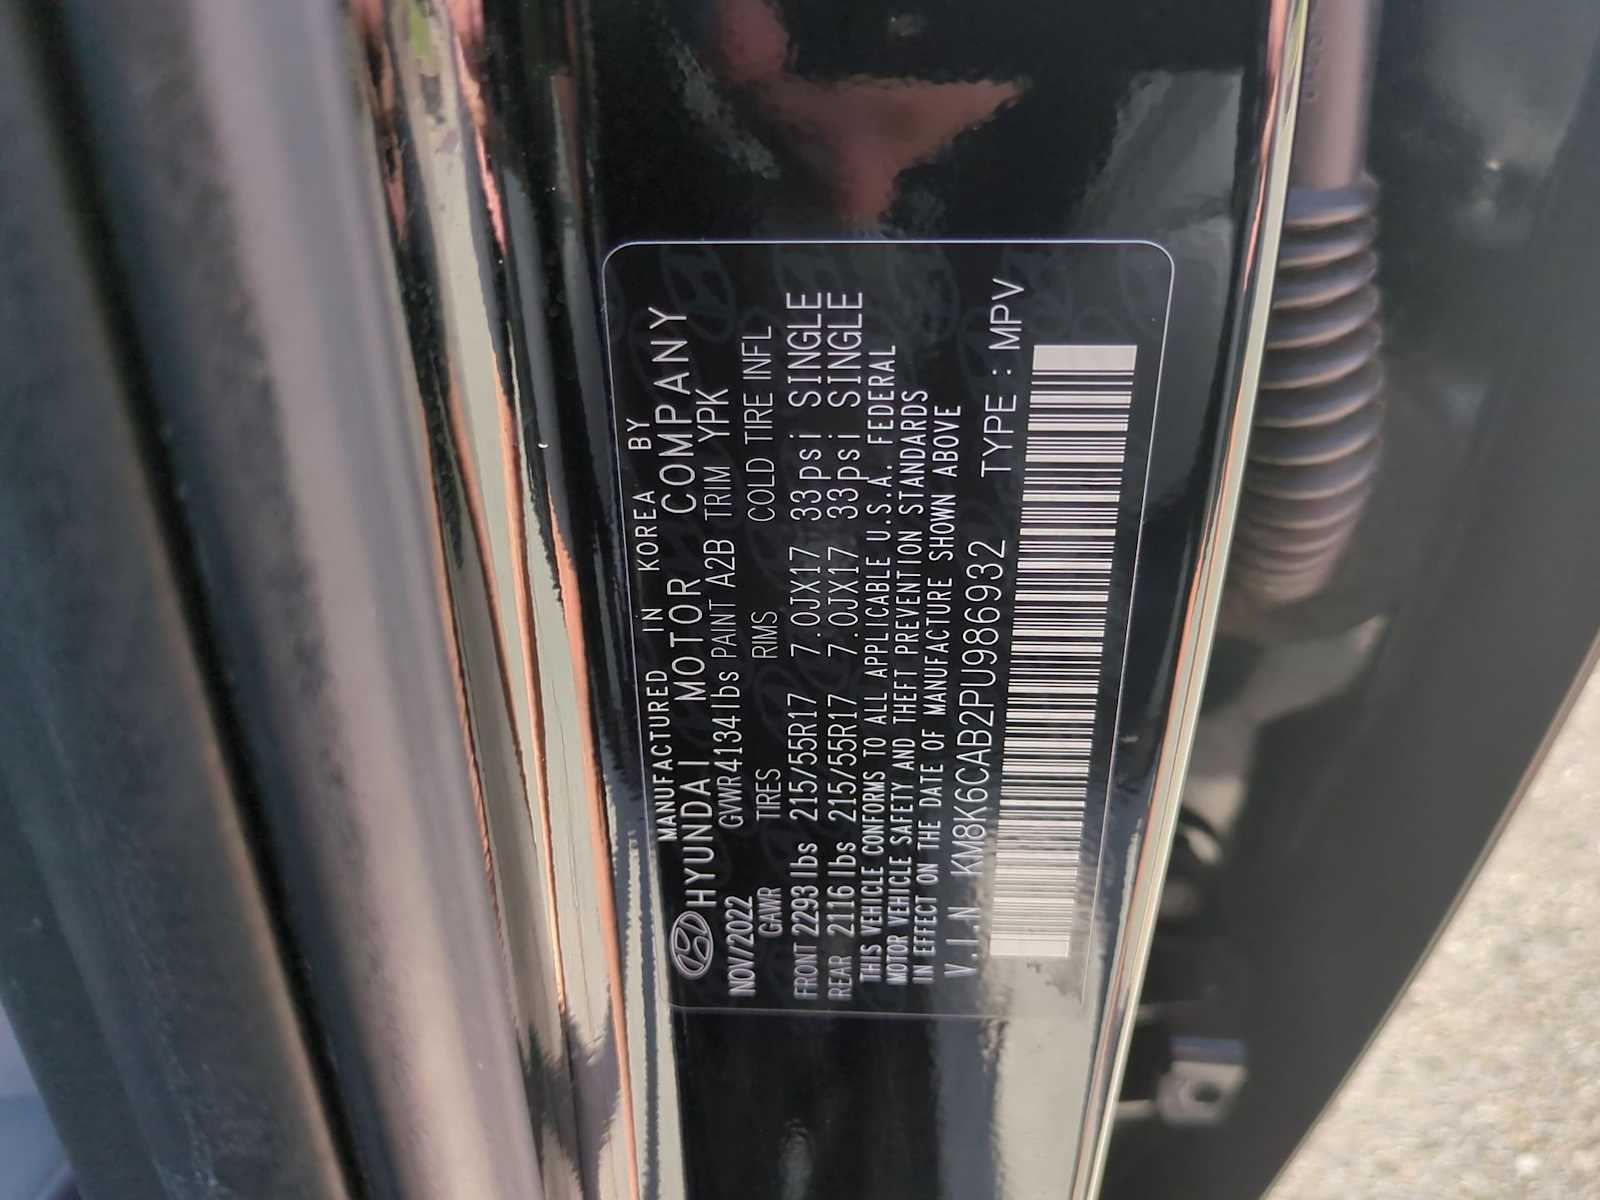 MANUFACTURED IN KOREA BY
HYUNDAI MOTOR COMPANY
NOV/2022 GVWR4134lbs PAINT A2B TRIM YPK
GAWR TIRES RIMS COLD TIRE INFL
FRONT 2293 lbs 215/55R17 7.0JX17 33psi SINGLE
REAR 2116 lbs 215/55R17 7.0JX17 33psi SINGLE
THIS VEHICLE CONFORMS TO ALL APPLICABLE U.S.A. FEDERAL
MOTOR VEHICLE SAFETY AND THEFT PREVENTION STANDARDS
IN EFFECT ON THE DATE OF MANUFACTURE SHOWN ABOVE
V.I.N KM8K6CAB2PU986932 TYPE : MPV